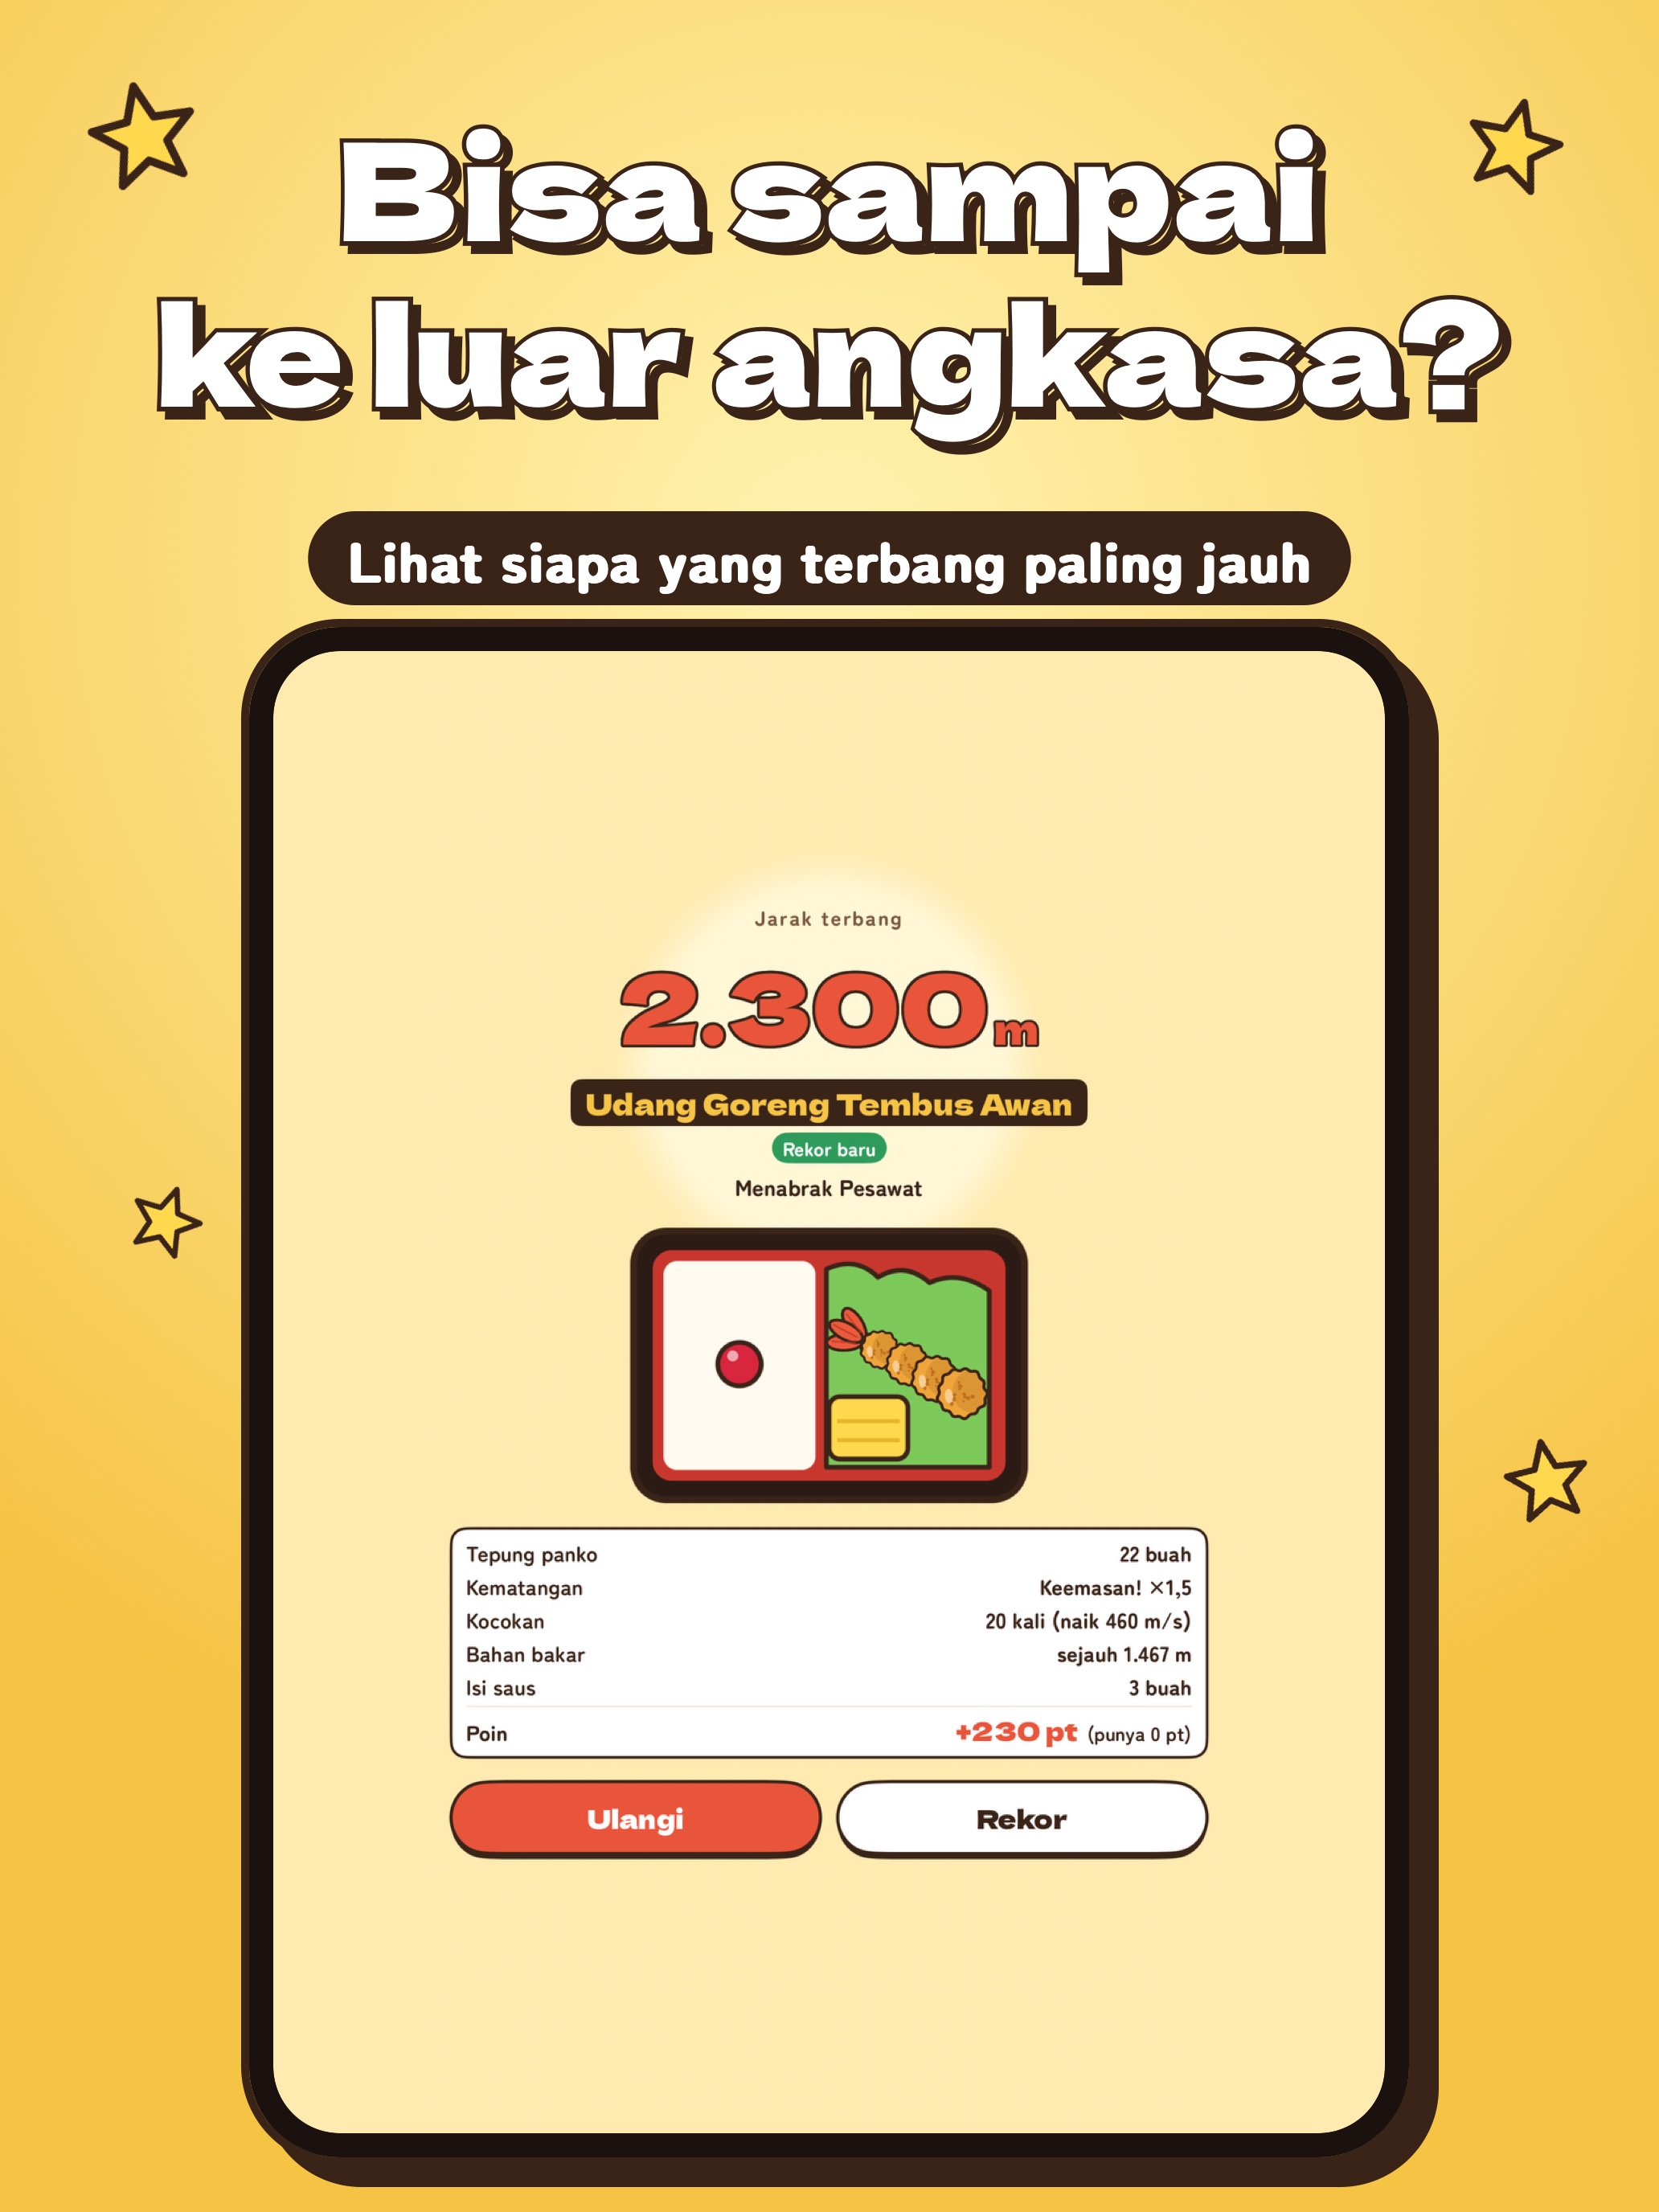 Bisa sampai
ke luar angkasa?
Lihat siapa yang terbang paling jauh
Jarak terbang
2.300 m
Udang Goreng Tembus Awan
Rekor baru
Menabrak Pesawat
Tepung panko 22 buah
Kematangan Keemasan! ×1,5
Kocokan 20 kali (naik 460 m/s)
Bahan bakar sejauh 1.467 m
Isi saus 3 buah
Poin +230 pt (punya 0 pt)
Ulangi Rekor